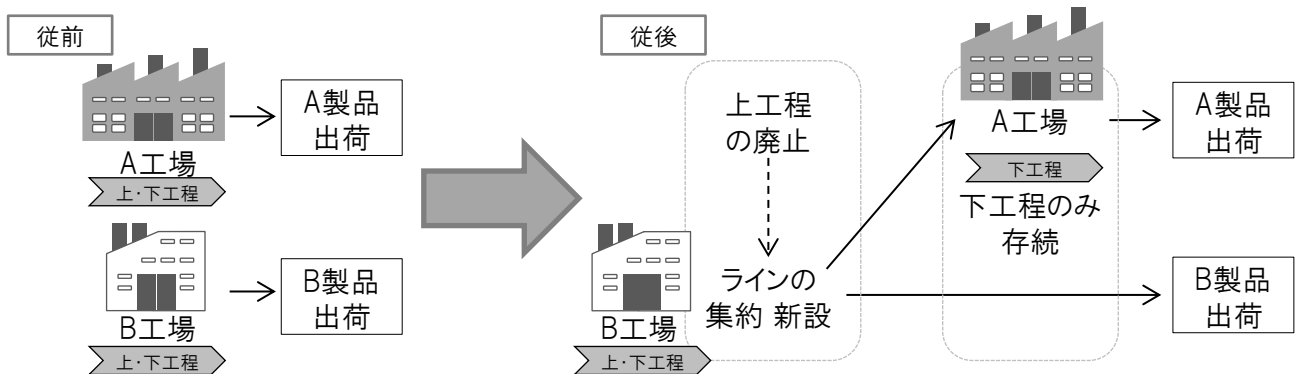 従前
A製品
出荷
A工場
上・下工程
B製品
出荷
B工場
上・下工程
従後
上工程
の廃止
ラインの
集約 新設
B工場
上・下工程
A工場
下工程
下工程のみ
存続
A製品
出荷
B製品
出荷